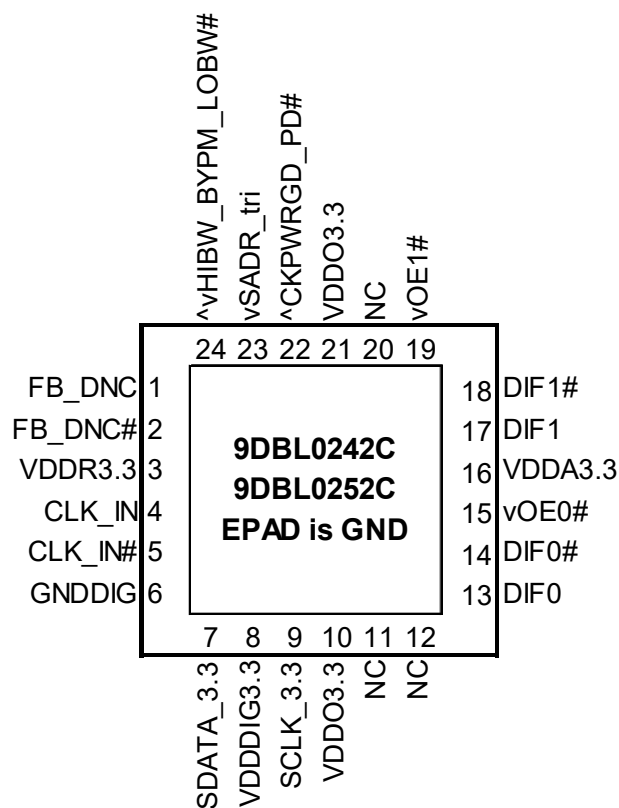 ^vHIBW_BYPM_LOBW#
vSADR_tri
^CKPWRGD_PD#
VDDO3.3
NC
vOE1#
24 23 22 21 20 19
FB_DNC 1
FB_DNC# 2
VDDR3.3 3
CLK_IN 4
CLK_IN# 5
GNDDIG 6
9DBL0242C
9DBL0252C
EPAD is GND
18 DIF1#
17 DIF1
16 VDDA3.3
15 vOE0#
14 DIF0#
13 DIF0
7 8 9 10 11 12
SDATA_3.3
VDDDIG3.3
SCLK_3.3
VDDO3.3
NC
NC